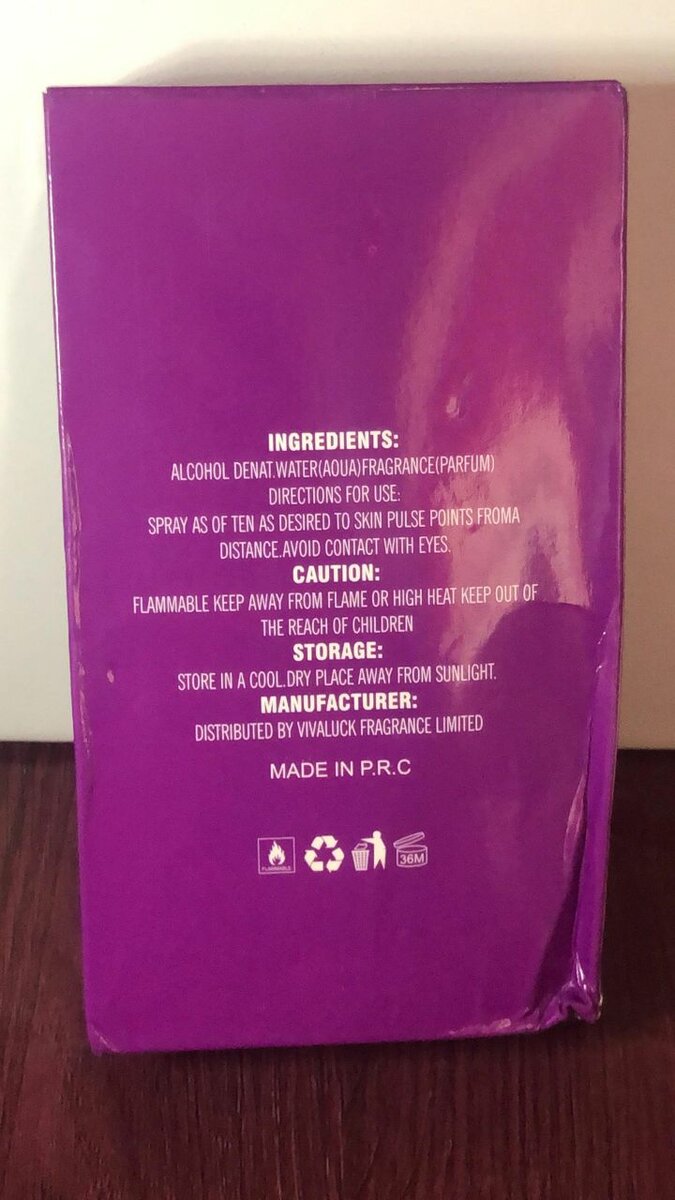 INGREDIENTS:
ALCOHOL DENAT.WATER(AOUA)FRAGRANCE(PARFUM)
DIRECTIONS FOR USE:
SPRAY AS OF TEN AS DESIRED TO SKIN PULSE POINTS FROMA
DISTANCE.AVOID CONTACT WITH EYES.
CAUTION:
FLAMMABLE KEEP AWAY FROM FLAME OR HIGH HEAT KEEP OUT OF
THE REACH OF CHILDREN
STORAGE:
STORE IN A COOL.DRY PLACE AWAY FROM SUNLIGHT.
MANUFACTURER:
DISTRIBUTED BY VIVALUCK FRAGRANCE LIMITED
MADE IN P.R.C
FLAMMABLE 36M